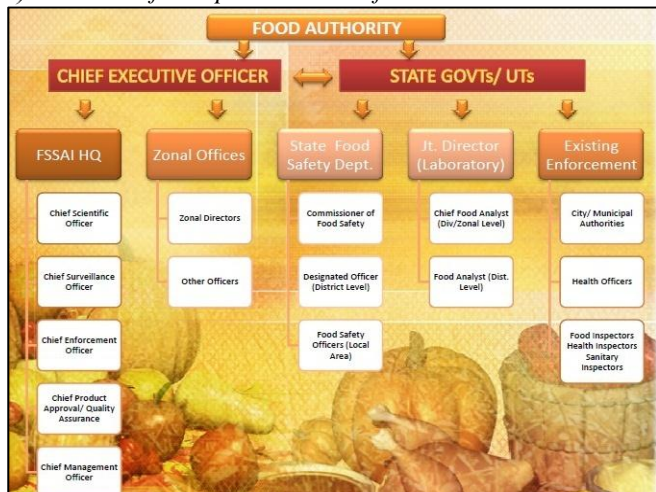 FOOD AUTHORITY
CHIEF EXECUTIVE OFFICER
STATE GOVTs/ UTs
FSSAI HQ
Zonal Offices
State Food
Safety Dept.
Jt. Director
(Laboratory)
Existing
Enforcement
Chief Scientific
Officer
Chief Surveillance
Officer
Chief Enforcement
Officer
Chief Product
Approval/ Quality
Assurance
Chief Management
Officer
Zonal Directors
Other Officers
Commissioner of
Food Safety
Designated Officer
(District Level)
Food Safety
Officers (Local
Area)
Chief Food Analyst
(Div/Zonal Level)
Food Analyst (Dist.
Level)
City/ Municipal
Authorities
Health Officers
Food Inspectors
Health Inspectors
Sanitary
Inspectors